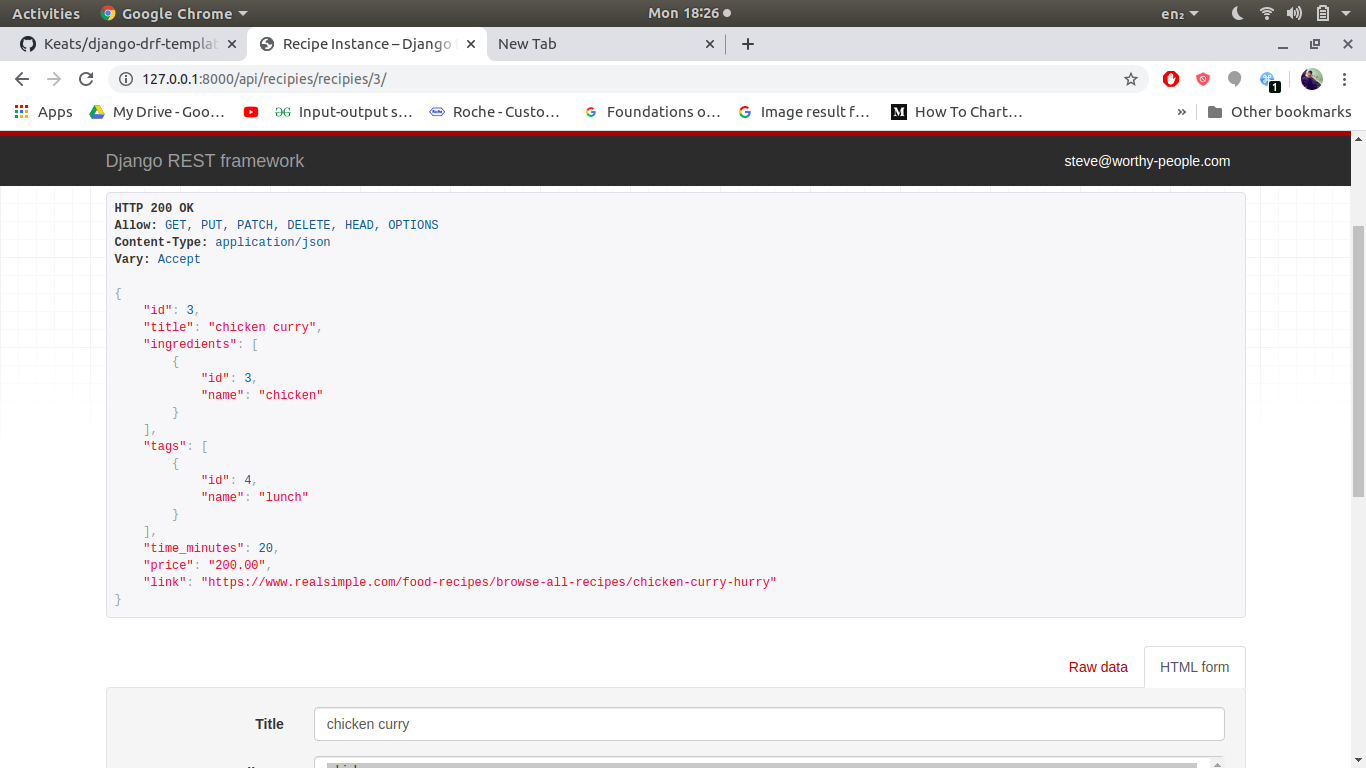 Activities Google Chrome Mon 18:26 en₂
Keats/django-drf-templat Recipe Instance – Django New Tab
127.0.0.1:8000/api/recipies/recipies/3/ 1
Apps My Drive - Goo… Input-output s… Roche - Custo… Foundations o… Image result f… M How To Chart… » Other bookmarks
Django REST framework steve@worthy-people.com
HTTP 200 OK
Allow: GET, PUT, PATCH, DELETE, HEAD, OPTIONS
Content-Type: application/json
Vary: Accept
{
"id": 3,
"title": "chicken curry",
"ingredients": [
{
"id": 3,
"name": "chicken"
}
],
"tags": [
{
"id": 4,
"name": "lunch"
}
],
"time_minutes": 20,
"price": "200.00",
"link": "https://www.realsimple.com/food-recipes/browse-all-recipes/chicken-curry-hurry"
}
Raw data HTML form
Title chicken curry